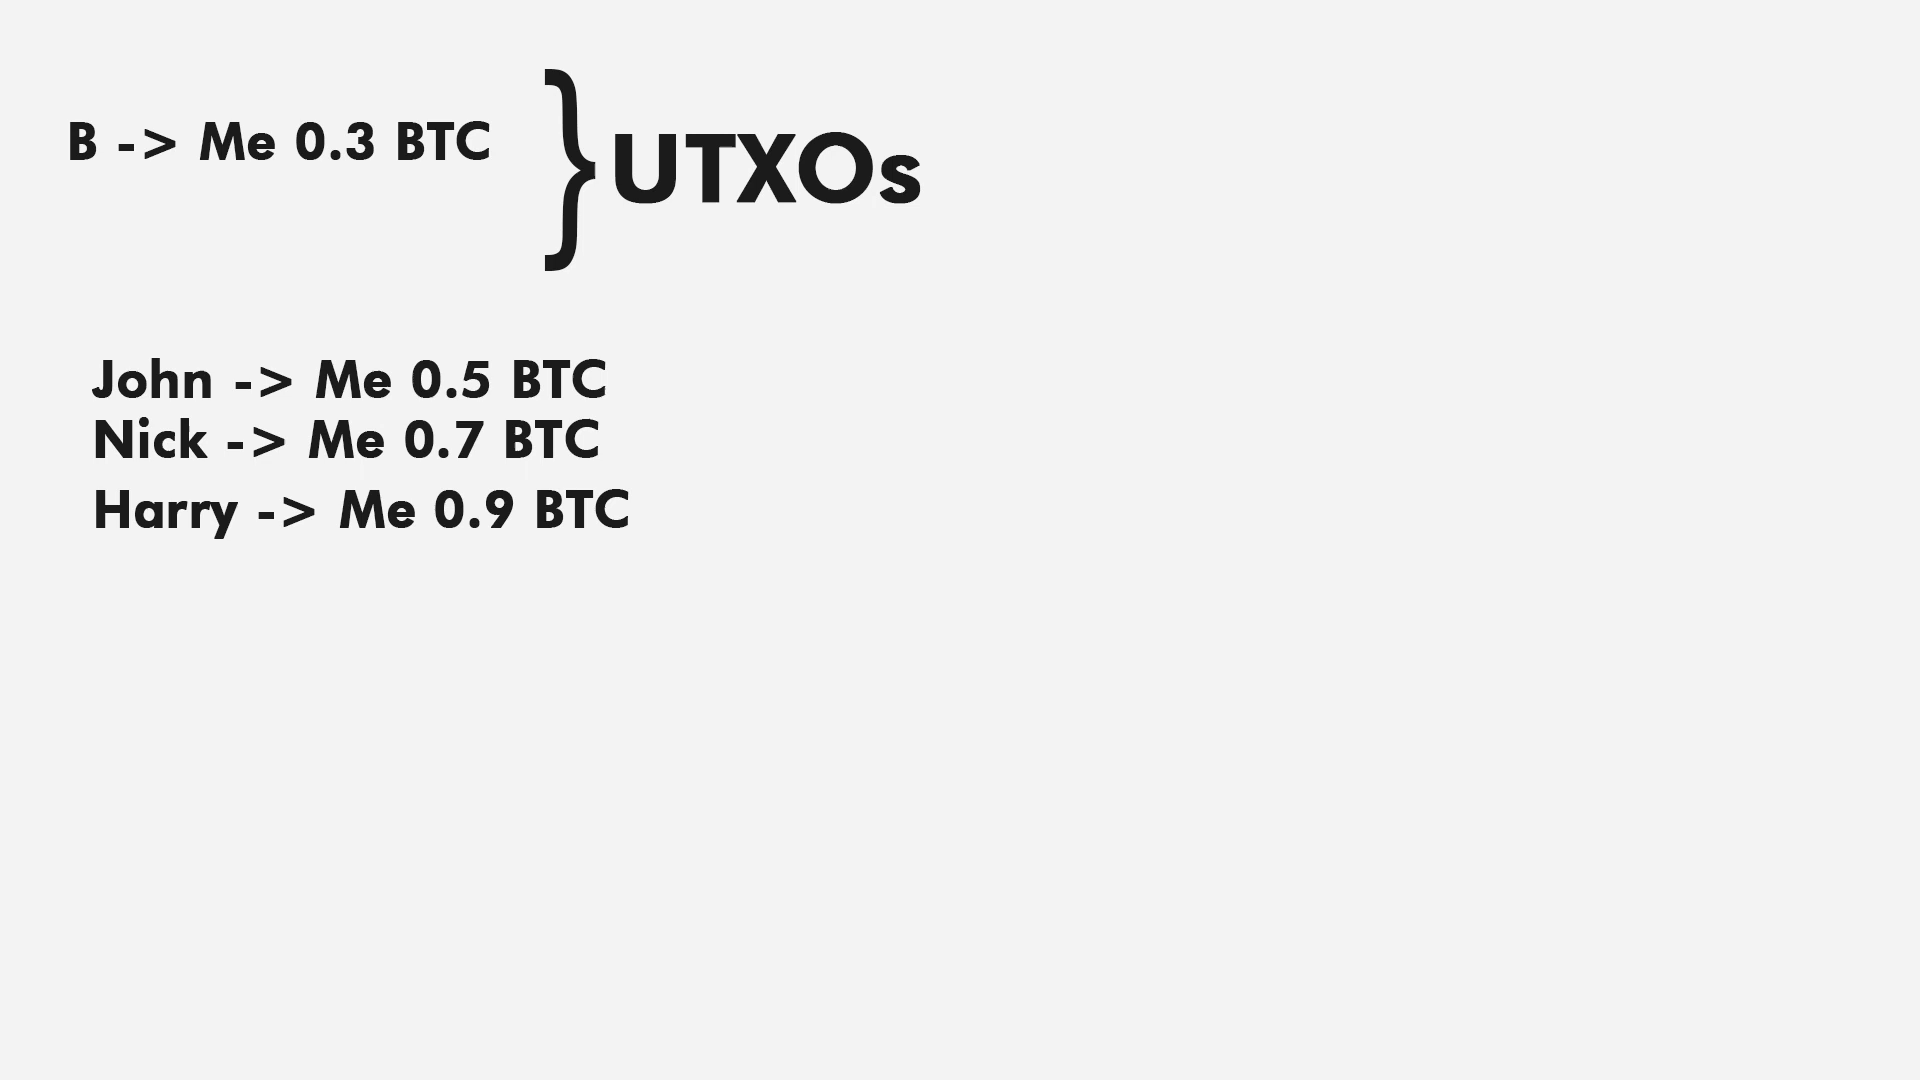 B -> Me 0.3 BTC } UTXOs
John -> Me 0.5 BTC
Nick -> Me 0.7 BTC
Harry -> Me 0.9 BTC